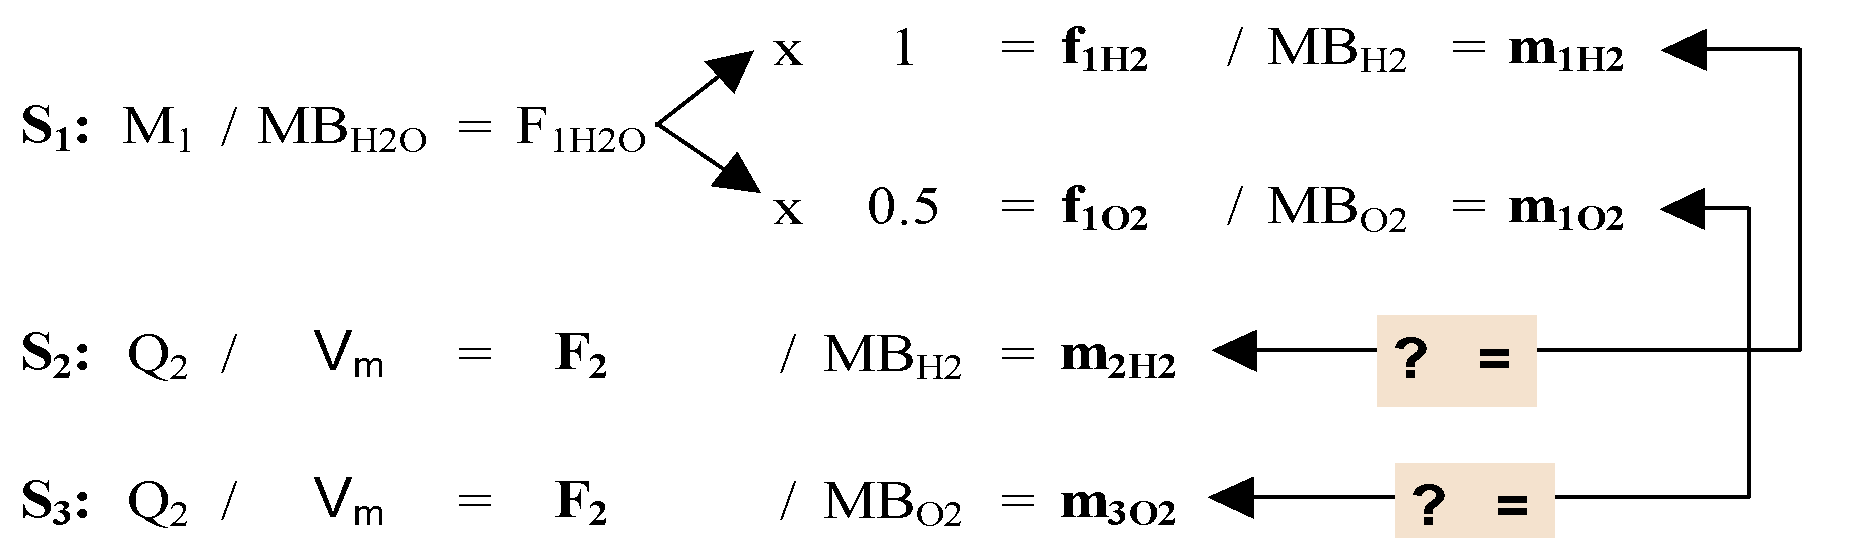 x 1 = f1H2 / MBH2 = m1H2
S1: M1 / MBH2O = F1H2O
x 0.5 = f1O2 / MBO2 = m1O2
S2: Q2 / Vm = F2 / MBH2 = m2H2 ? =
S3: Q2 / Vm = F2 / MBO2 = m3O2 ? =